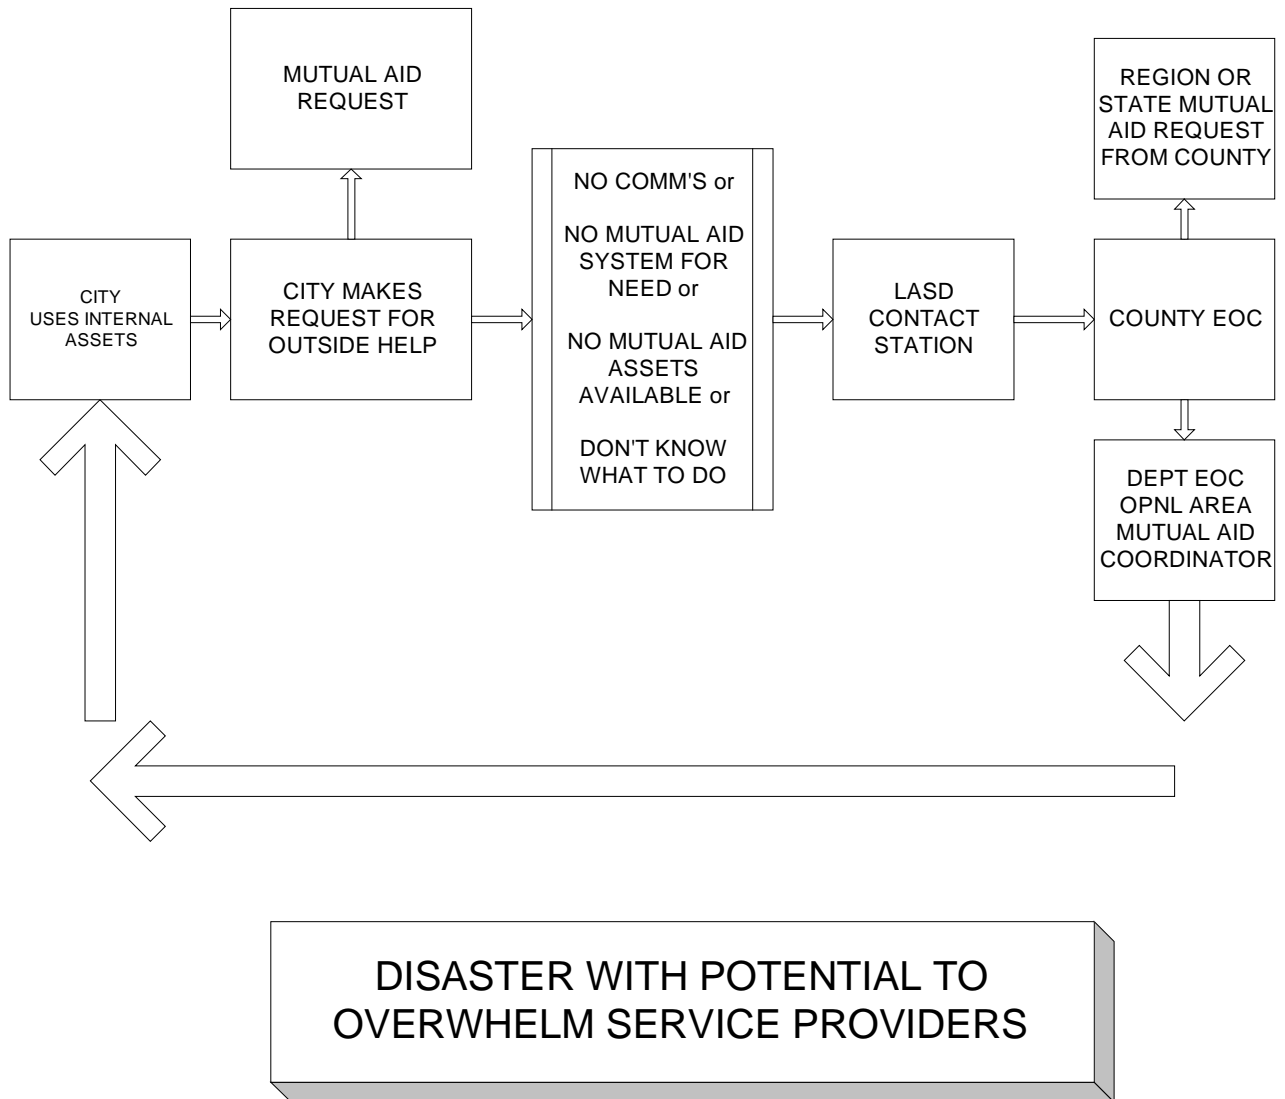 MUTUAL AID
REQUEST
REGION OR
STATE MUTUAL
AID REQUEST
FROM COUNTY
CITY
USES INTERNAL
ASSETS
CITY MAKES
REQUEST FOR
OUTSIDE HELP
NO COMM'S or
NO MUTUAL AID
SYSTEM FOR
NEED or
NO MUTUAL AID
ASSETS
AVAILABLE or
DON'T KNOW
WHAT TO DO
LASD
CONTACT
STATION
COUNTY EOC
DEPT EOC
OPNL AREA
MUTUAL AID
COORDINATOR
DISASTER WITH POTENTIAL TO
OVERWHELM SERVICE PROVIDERS